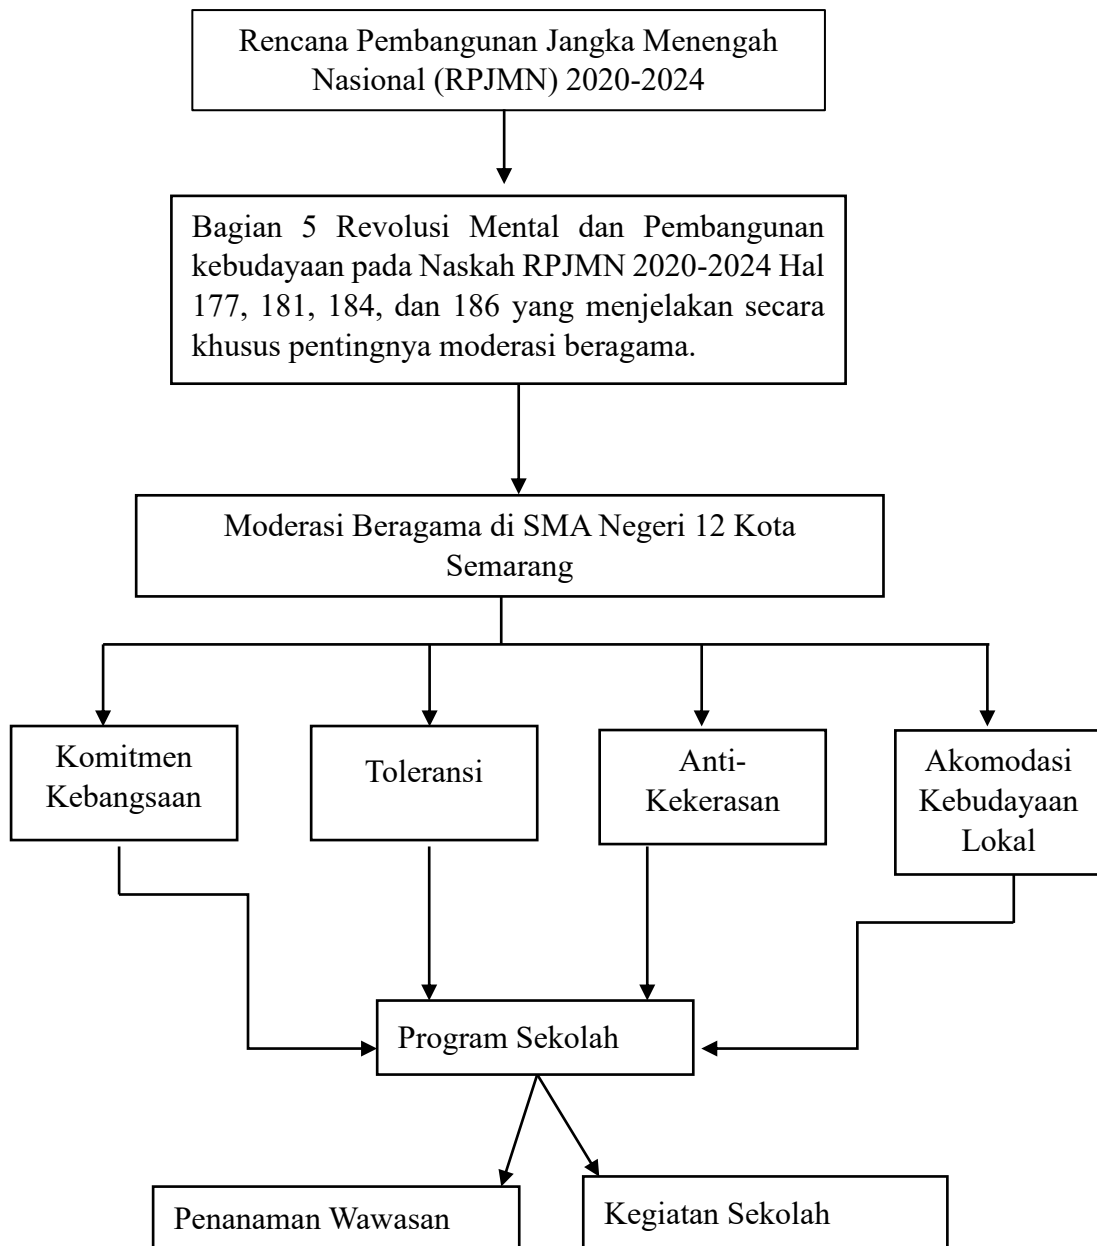 Rencana Pembangunan Jangka Menengah
Nasional (RPJMN) 2020-2024
Bagian 5 Revolusi Mental dan Pembangunan
kebudayaan pada Naskah RPJMN 2020-2024 Hal
177, 181, 184, dan 186 yang menjelakan secara
khusus pentingnya moderasi beragama.
Moderasi Beragama di SMA Negeri 12 Kota
Semarang
Komitmen
Kebangsaan
Toleransi
Anti-
Kekerasan
Akomodasi
Kebudayaan
Lokal
Program Sekolah
Penanaman Wawasan
Kegiatan Sekolah